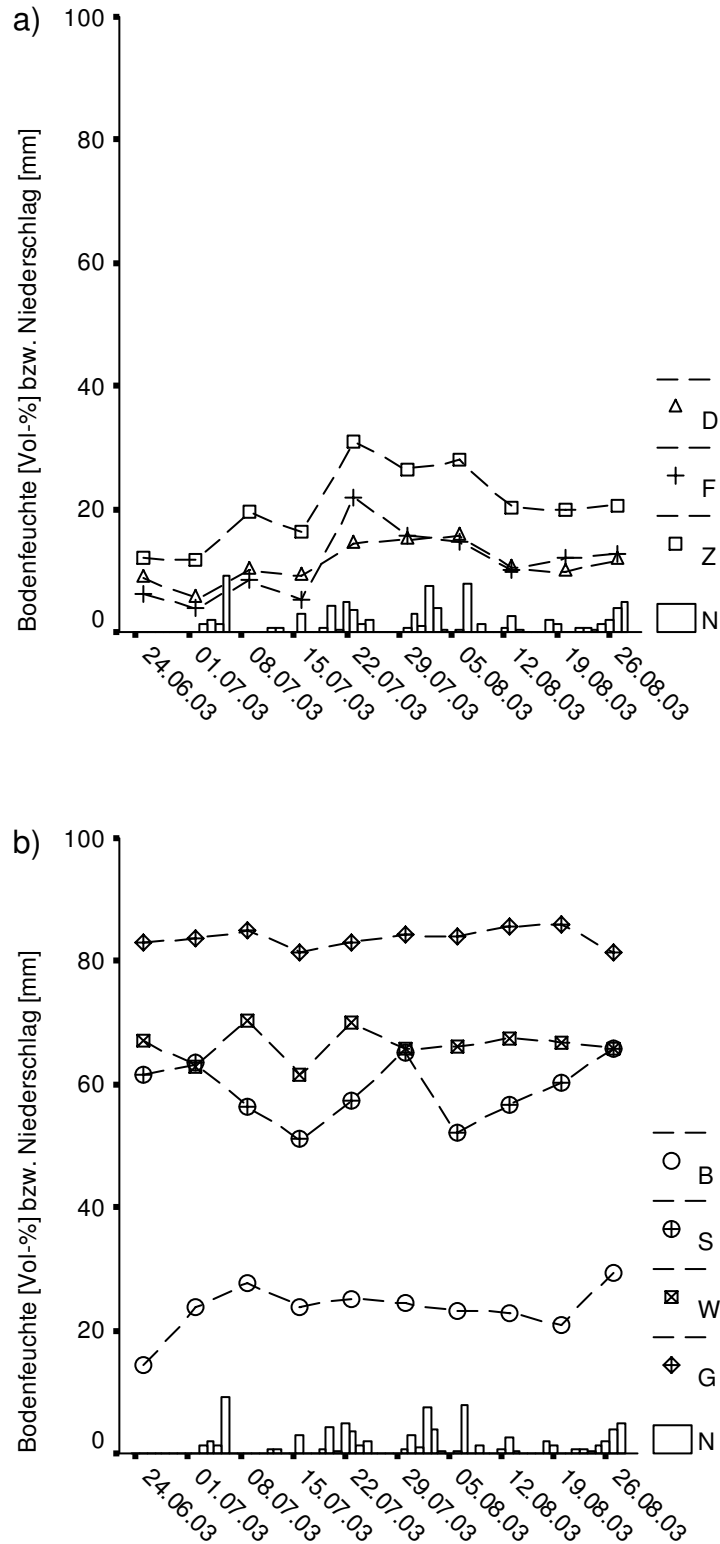 a)
Bodenfeuchte [Vol-%] bzw. Niederschlag [mm]
100
80
60
40
20
0
24.06.03
01.07.03
08.07.03
15.07.03
22.07.03
29.07.03
05.08.03
12.08.03
19.08.03
26.08.03
D
F
Z
N
b)
Bodenfeuchte [Vol-%] bzw. Niederschlag [mm]
100
80
60
40
20
0
24.06.03
01.07.03
08.07.03
15.07.03
22.07.03
29.07.03
05.08.03
12.08.03
19.08.03
26.08.03
B
S
W
G
N